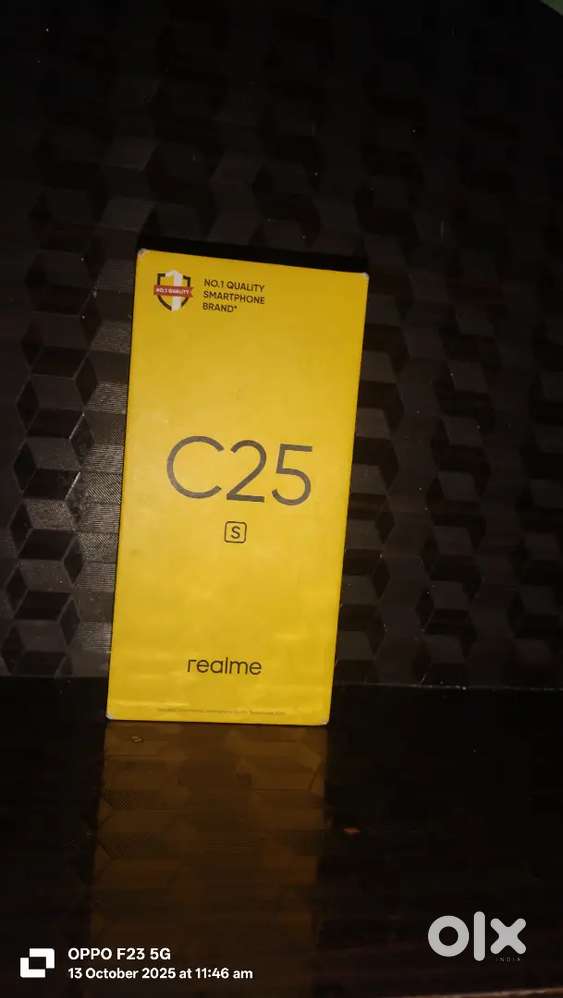 NO.1 QUALITY
NO.1 QUALITY
SMARTPHONE
BRAND*
C25
S
realme
OPPO F23 5G
13 October 2025 at 11:46 am
olx
INDIA